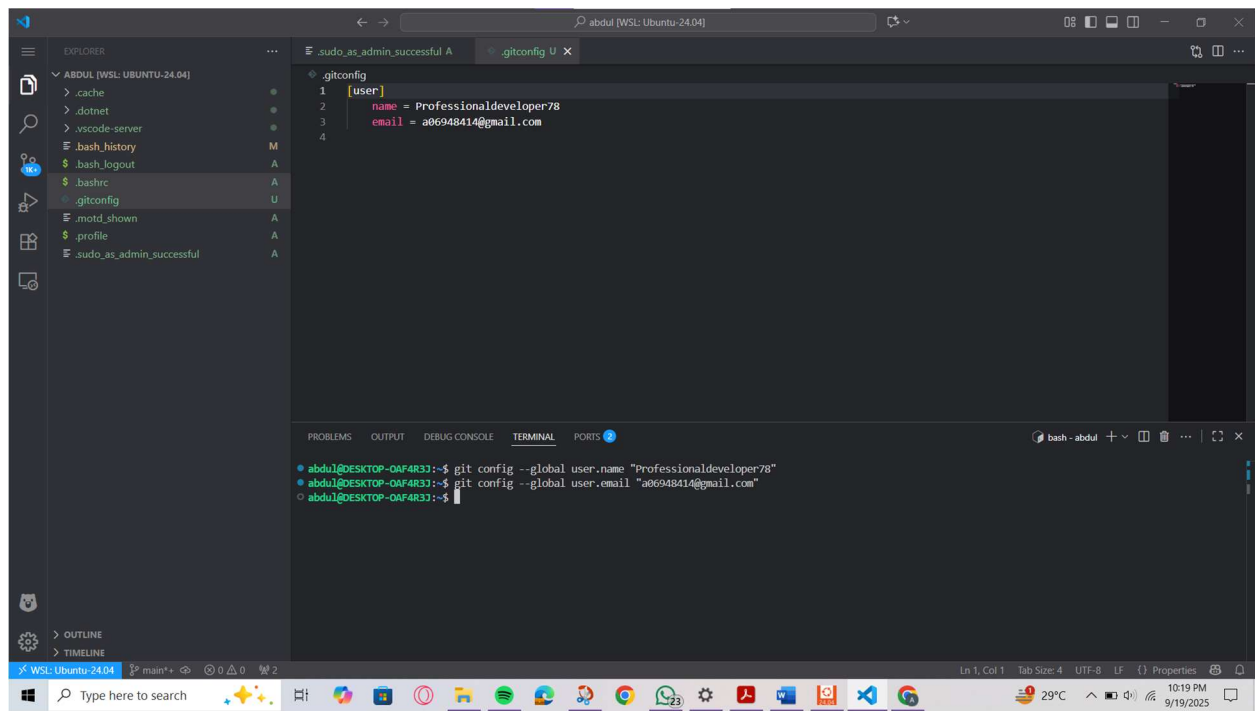 abdul [WSL: Ubuntu-24.04]
EXPLORER
ABDUL [WSL: UBUNTU-24.04]
.cache
.dotnet
.vscode-server
.bash_history M
.bash_logout A
.bashrc A
.gitconfig U
.motd_shown A
.profile A
.sudo_as_admin_successful A
1K+
OUTLINE
TIMELINE
.sudo_as_admin_successful A .gitconfig U
.gitconfig
1 [user]
2 name = Professionaldeveloper78
3 email = a06948414@gmail.com
4
PROBLEMS OUTPUT DEBUG CONSOLE TERMINAL PORTS 2
bash - abdul
abdul@DESKTOP-OAF4R3J:~$ git config --global user.name "Professionaldeveloper78"
abdul@DESKTOP-OAF4R3J:~$ git config --global user.email "a06948414@gmail.com"
abdul@DESKTOP-OAF4R3J:~$
WSL: Ubuntu-24.04 main*+ 0 0 2
Ln 1, Col 1 Tab Size: 4 UTF-8 LF {} Properties
Type here to search
23
24.04
29°C
10:19 PM
9/19/2025